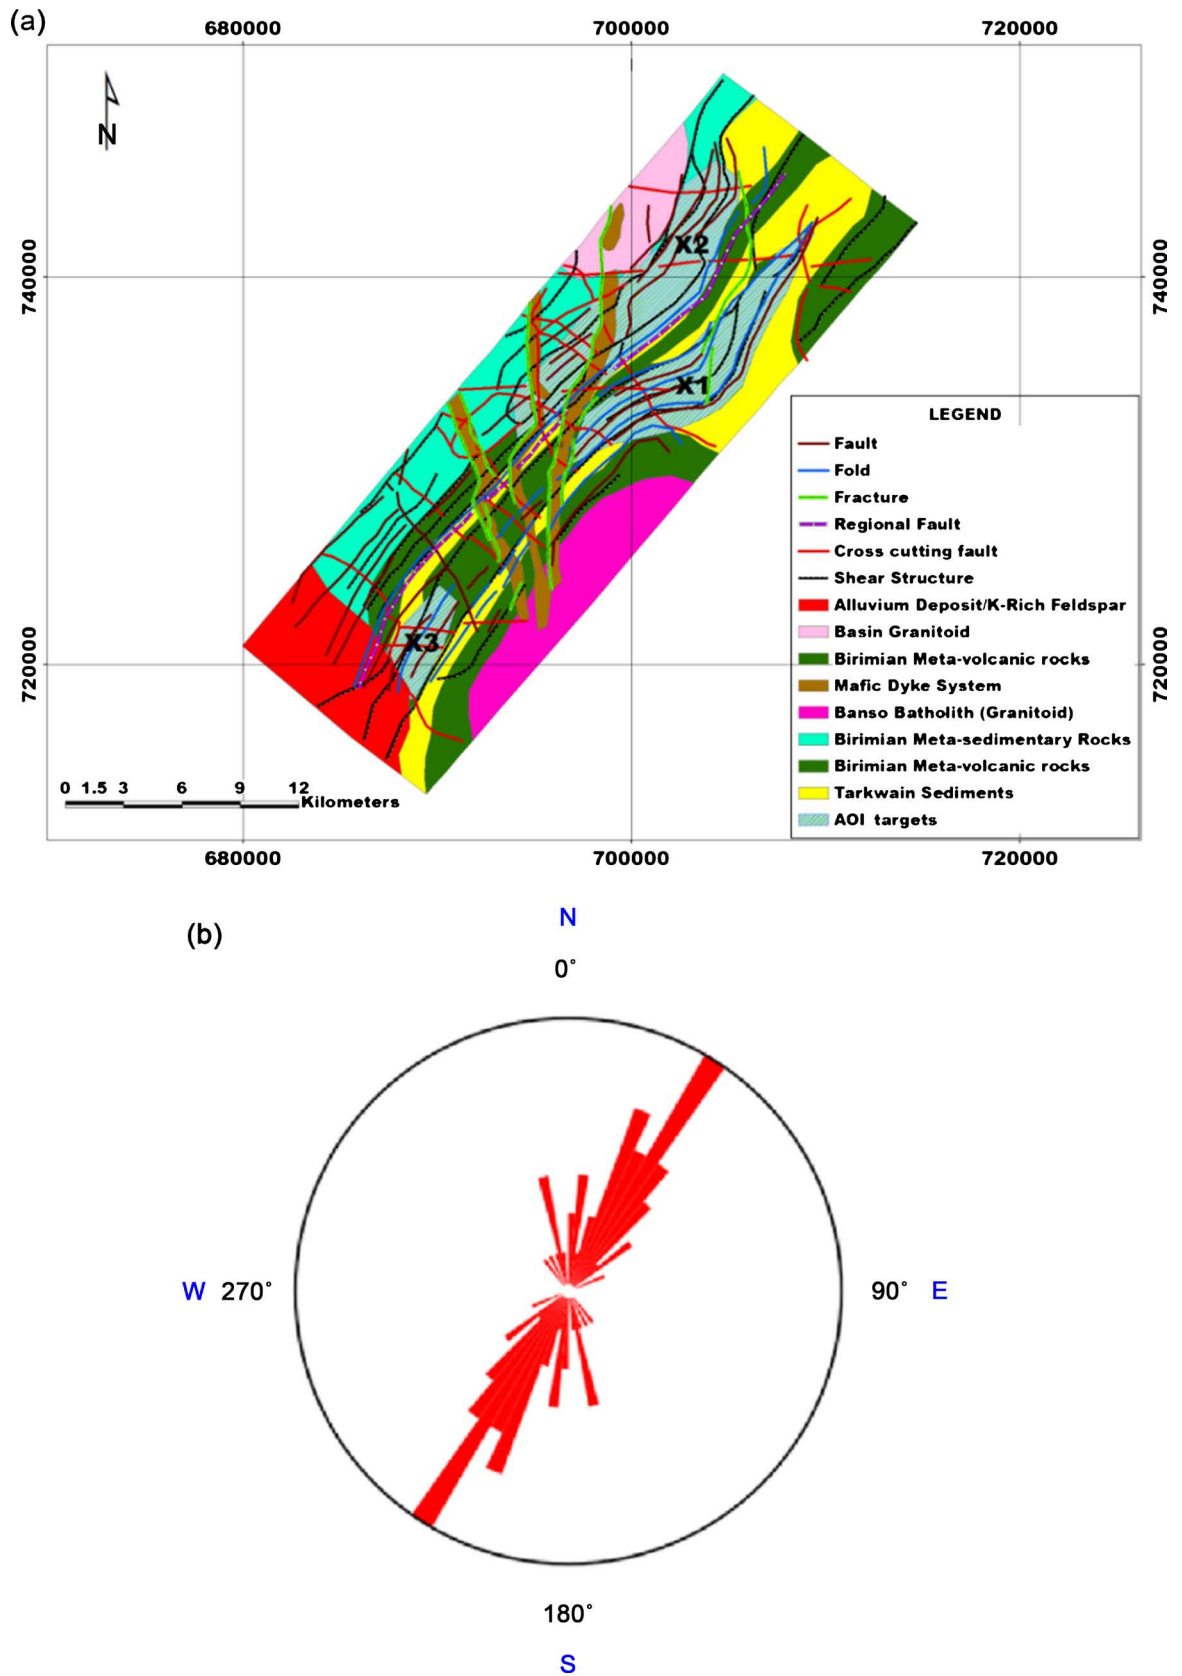 (a)
680000 700000 720000
N
740000 740000
X2
X1
LEGEND
Fault
Fold
Fracture
Regional Fault
Cross cutting fault
Shear Structure
Alluvium Deposit/K-Rich Feldspar
Basin Granitoid
Birimian Meta-volcanic rocks
Mafic Dyke System
Banso Batholith (Granitoid)
Birimian Meta-sedimentary Rocks
Birimian Meta-volcanic rocks
Tarkwain Sediments
AOI targets
X3
720000 720000
0 1.5 3 6 9 12
Kilometers
680000 700000 720000
(b)
N
0°
W 270° 90° E
180°
S